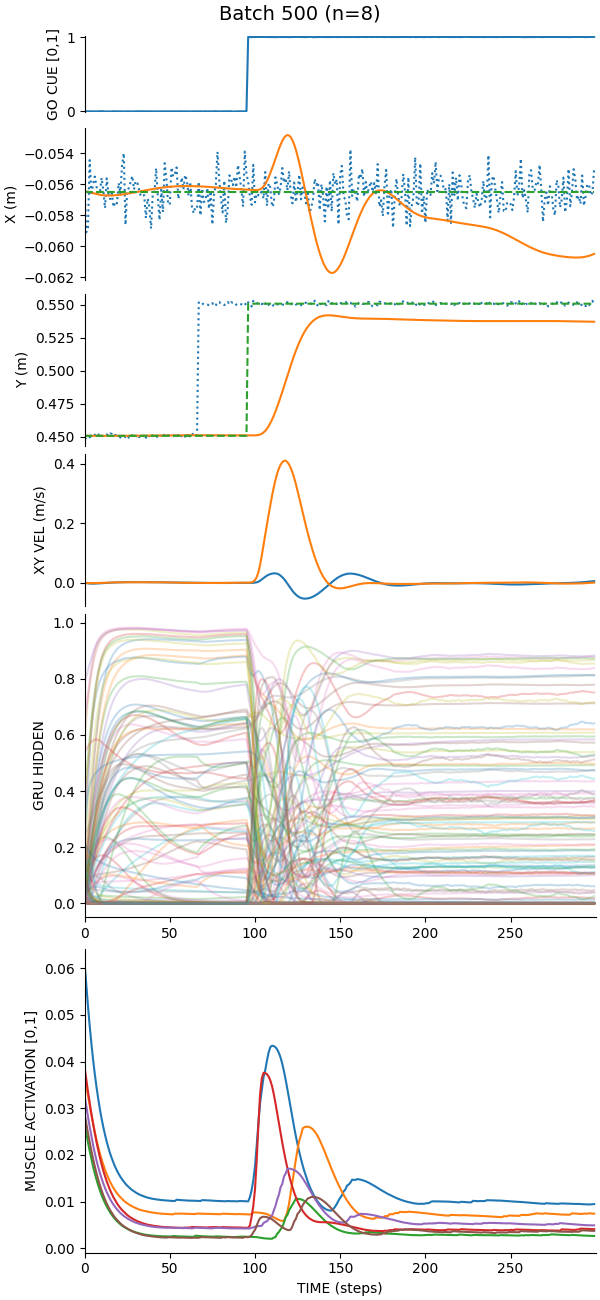 Batch 500 (n=8)
GO CUE [0,1]
1
0
X (m)
−0.054
−0.056
−0.058
−0.060
−0.062
Y (m)
0.550
0.525
0.500
0.475
0.450
XY VEL (m/s)
0.4
0.2
0.0
GRU HIDDEN
1.0
0.8
0.6
0.4
0.2
0.0
0 50 100 150 200 250
MUSCLE ACTIVATION [0,1]
0.06
0.05
0.04
0.03
0.02
0.01
0.00
0 50 100 150 200 250
TIME (steps)